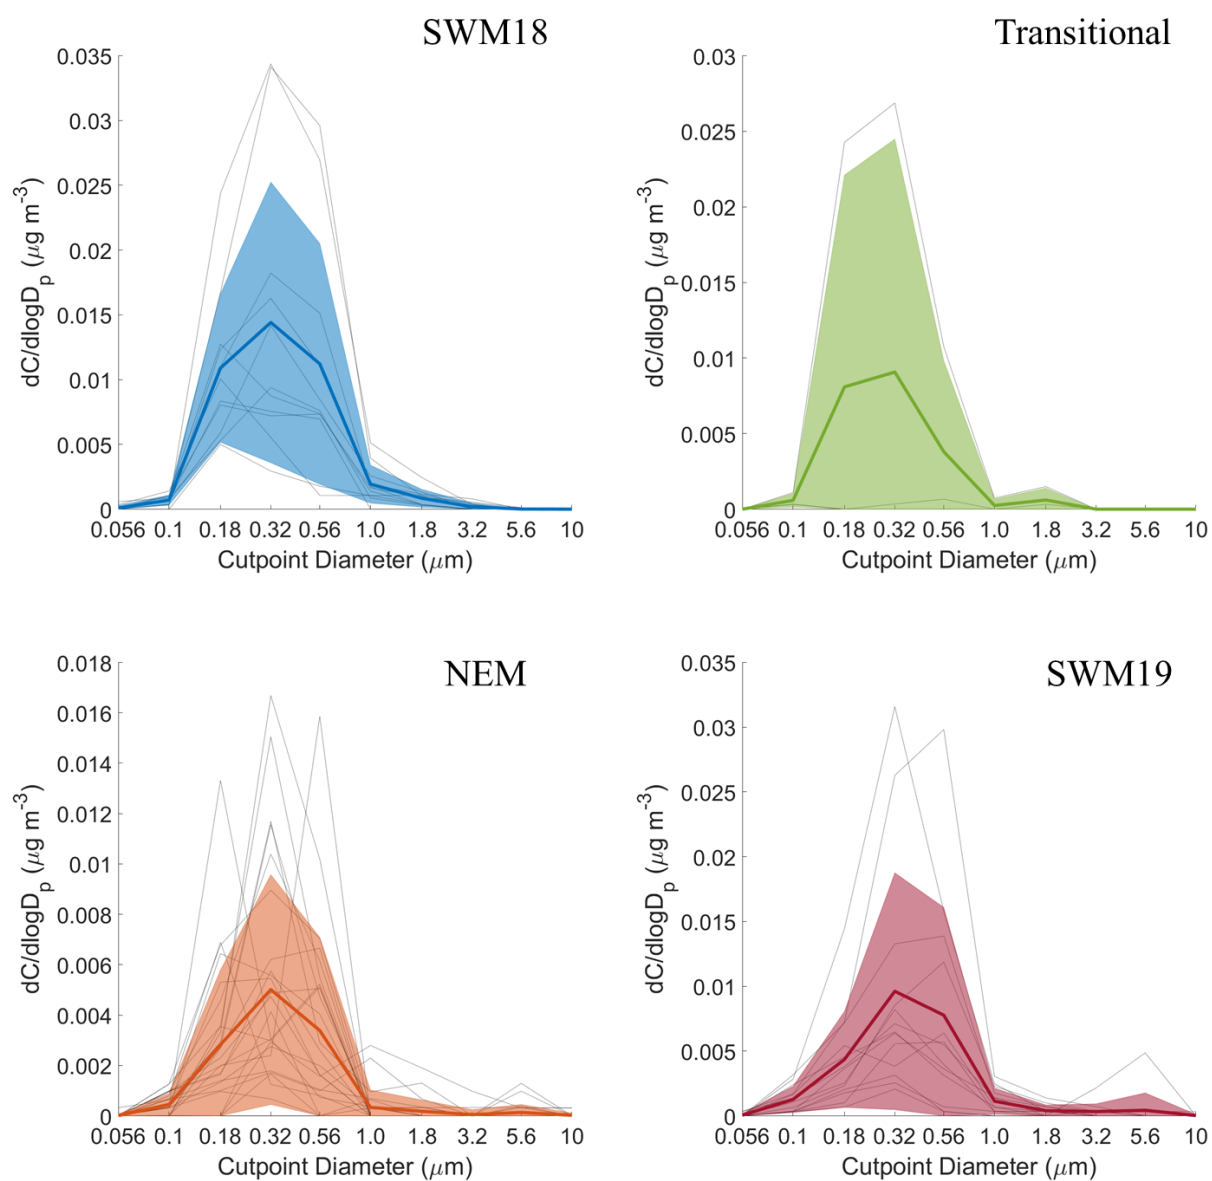 SWM18
0.035
0.03
0.025
0.02
0.015
0.01
0.005
0
dC/dlogDp (μg m-3)
0.056 0.1 0.18 0.32 0.56 1.0 1.8 3.2 5.6 10
Cutpoint Diameter (μm)
Transitional
0.03
0.025
0.02
0.015
0.01
0.005
0
dC/dlogDp (μg m-3)
0.056 0.1 0.18 0.32 0.56 1.0 1.8 3.2 5.6 10
Cutpoint Diameter (μm)
NEM
0.018
0.016
0.014
0.012
0.01
0.008
0.006
0.004
0.002
0
dC/dlogDp (μg m-3)
0.056 0.1 0.18 0.32 0.56 1.0 1.8 3.2 5.6 10
Cutpoint Diameter (μm)
SWM19
0.035
0.03
0.025
0.02
0.015
0.01
0.005
0
dC/dlogDp (μg m-3)
0.056 0.1 0.18 0.32 0.56 1.0 1.8 3.2 5.6 10
Cutpoint Diameter (μm)